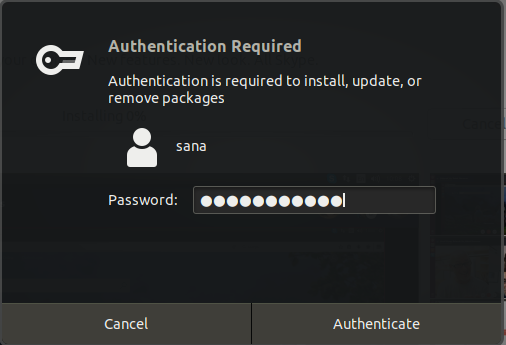 Authentication Required
Authentication is required to install, update, or
remove packages
sana
Password: ●●●●●●●●●●●
Cancel
Authenticate